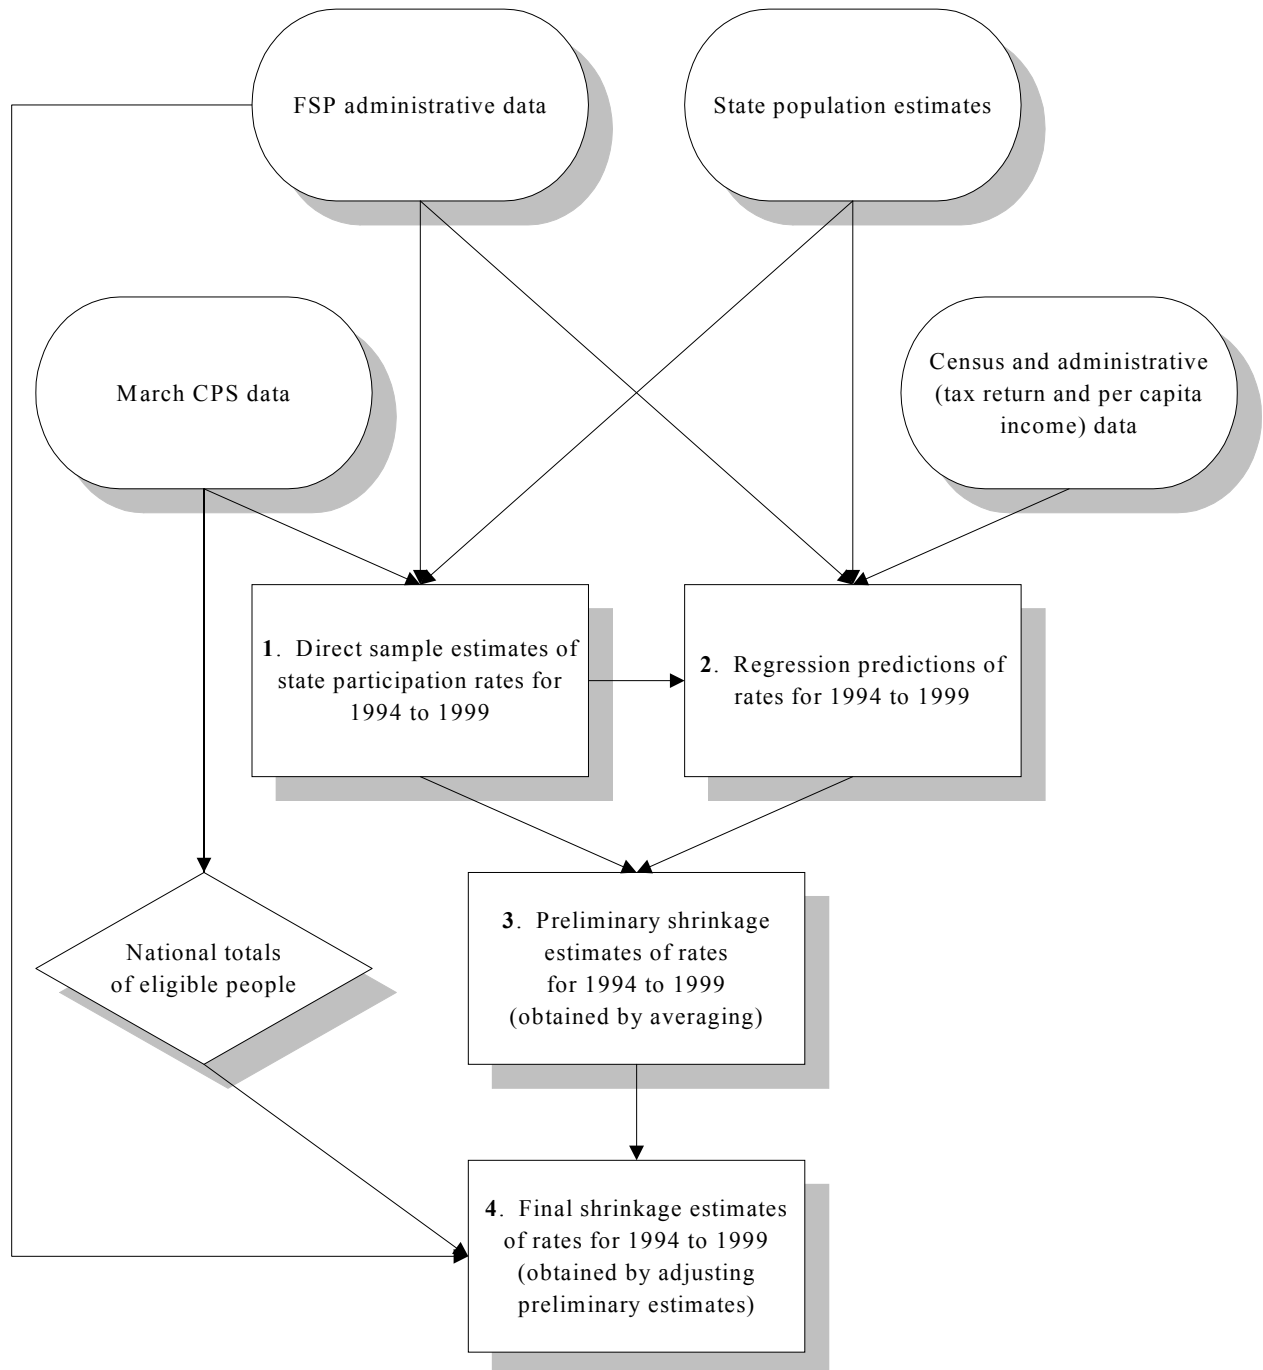 FSP administrative data
State population estimates
March CPS data
Census and administrative
(tax return and per capita
income) data
1. Direct sample estimates of
state participation rates for
1994 to 1999
2. Regression predictions of
rates for 1994 to 1999
National totals
of eligible people
3. Preliminary shrinkage
estimates of rates
for 1994 to 1999
(obtained by averaging)
4. Final shrinkage estimates
of rates for 1994 to 1999
(obtained by adjusting
preliminary estimates)